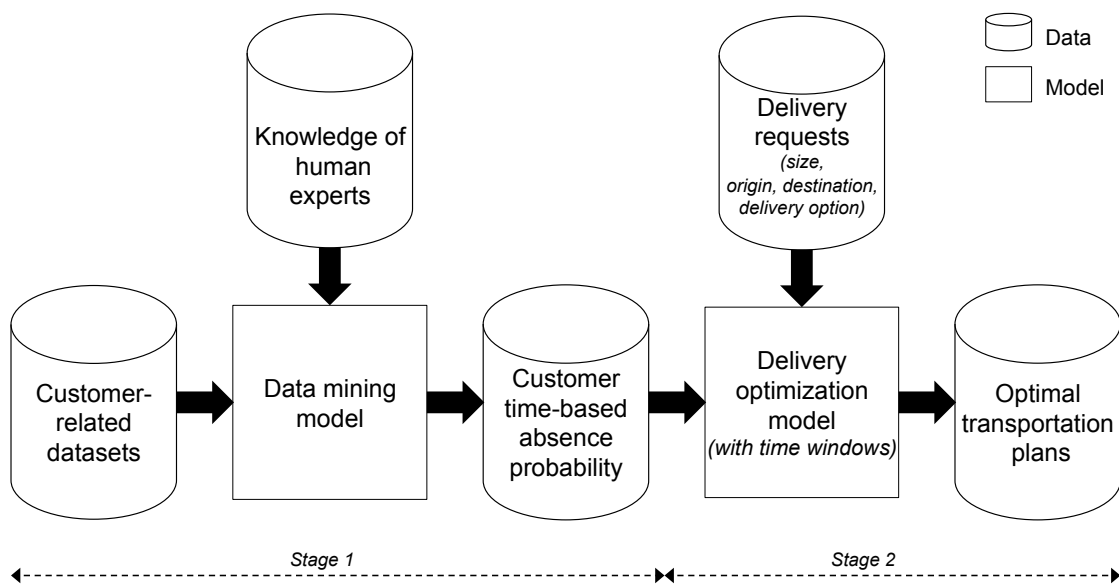 Data
Model
Knowledge of
human
experts
Delivery
requests
(size,
origin, destination,
delivery option)
Customer-
related
datasets
Data mining
model
Customer
time-based
absence
probability
Delivery
optimization
model
(with time windows)
Optimal
transportation
plans
Stage 1
Stage 2